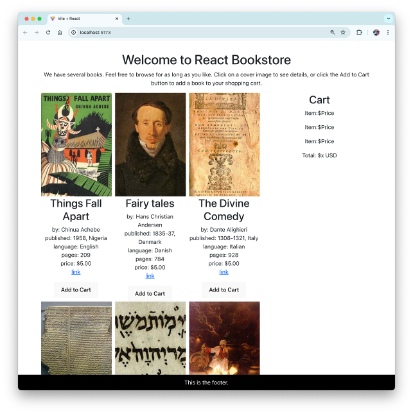 Vite + React
localhost:5173
Welcome to React Bookstore
We have several books. Feel free to browse for as long as you like. Click on a cover image to see details, or click the Add to Cart
button to add a book to your shopping cart.
THINGS FALL APART
CHINUA ACHEBE
Things Fall
Apart
by: Chinua Achebe
published: 1958, Nigeria
language: English
pages: 209
price: $5.00
link
Add to Cart
Fairy tales
by: Hans Christian
Andersen
published: 1835-37,
Denmark
language: Danish
pages: 784
price: $5.00
link
Add to Cart
The Divine
Comedy
by: Dante Alighieri
published: 1308–1321, Italy
language: Italian
pages: 928
price: $5.00
link
Add to Cart
Cart
Item:$Price
Item:$Price
Item:$Price
Total: $x USD
This is the footer.